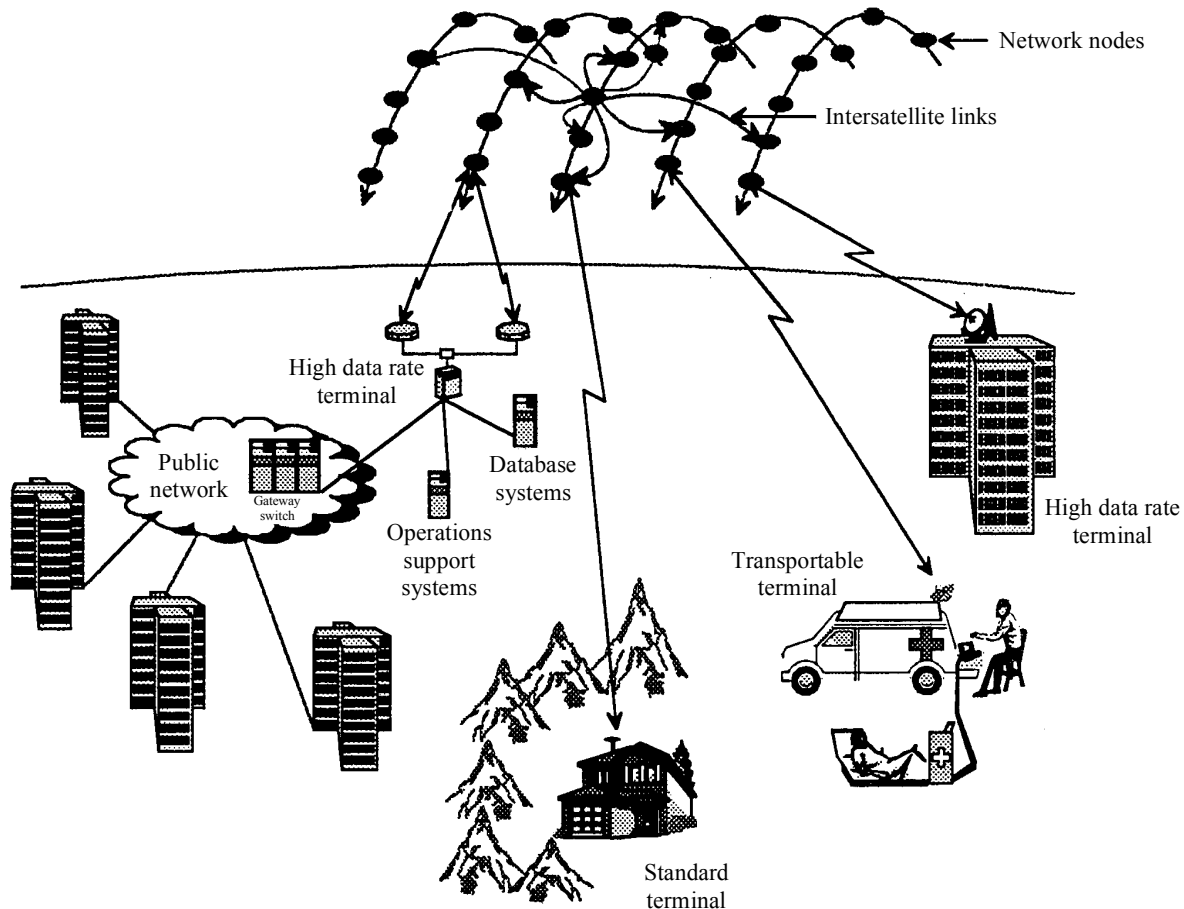 Network nodes
Intersatellite links
High data rate
terminal
Public
network
Gateway
switch
Database
systems
Operations
support
systems
High data rate
terminal
Transportable
terminal
Standard
terminal